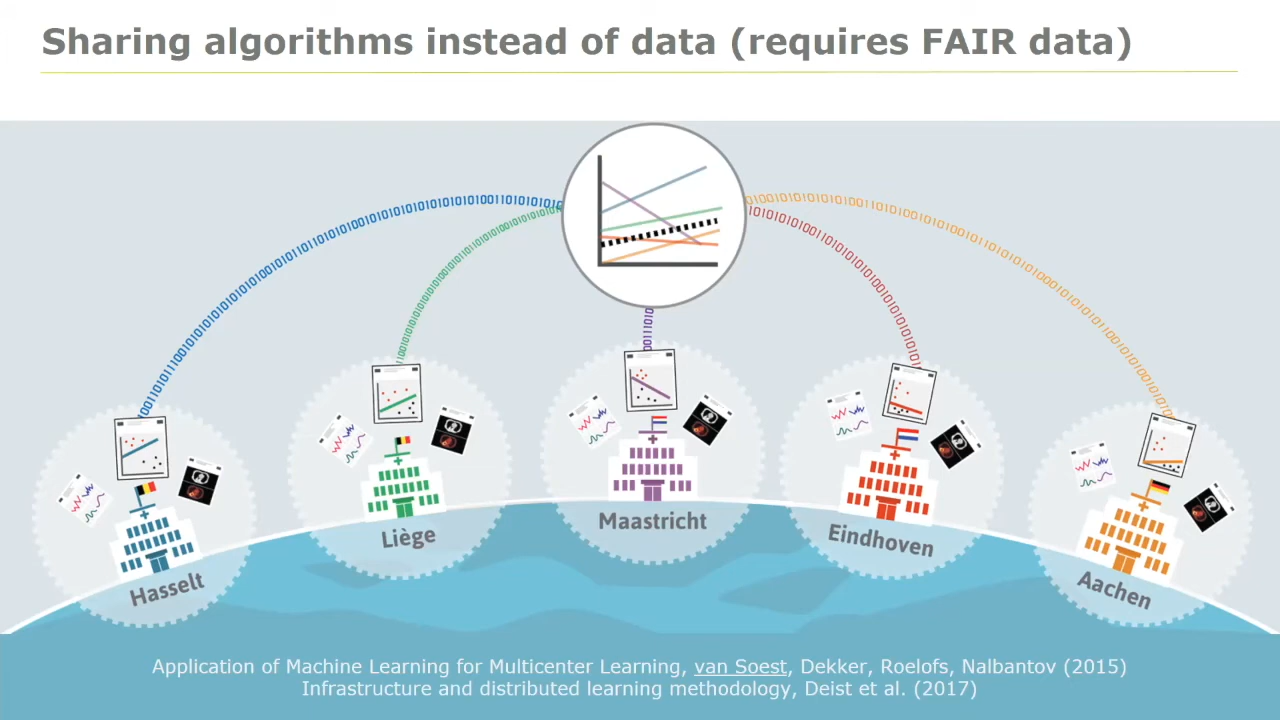 Sharing algorithms instead of data (requires FAIR data)
Hasselt
Liège
Maastricht
Eindhoven
Aachen
Application of Machine Learning for Multicenter Learning, van Soest, Dekker, Roelofs, Nalbantov (2015)
Infrastructure and distributed learning methodology, Deist et al. (2017)